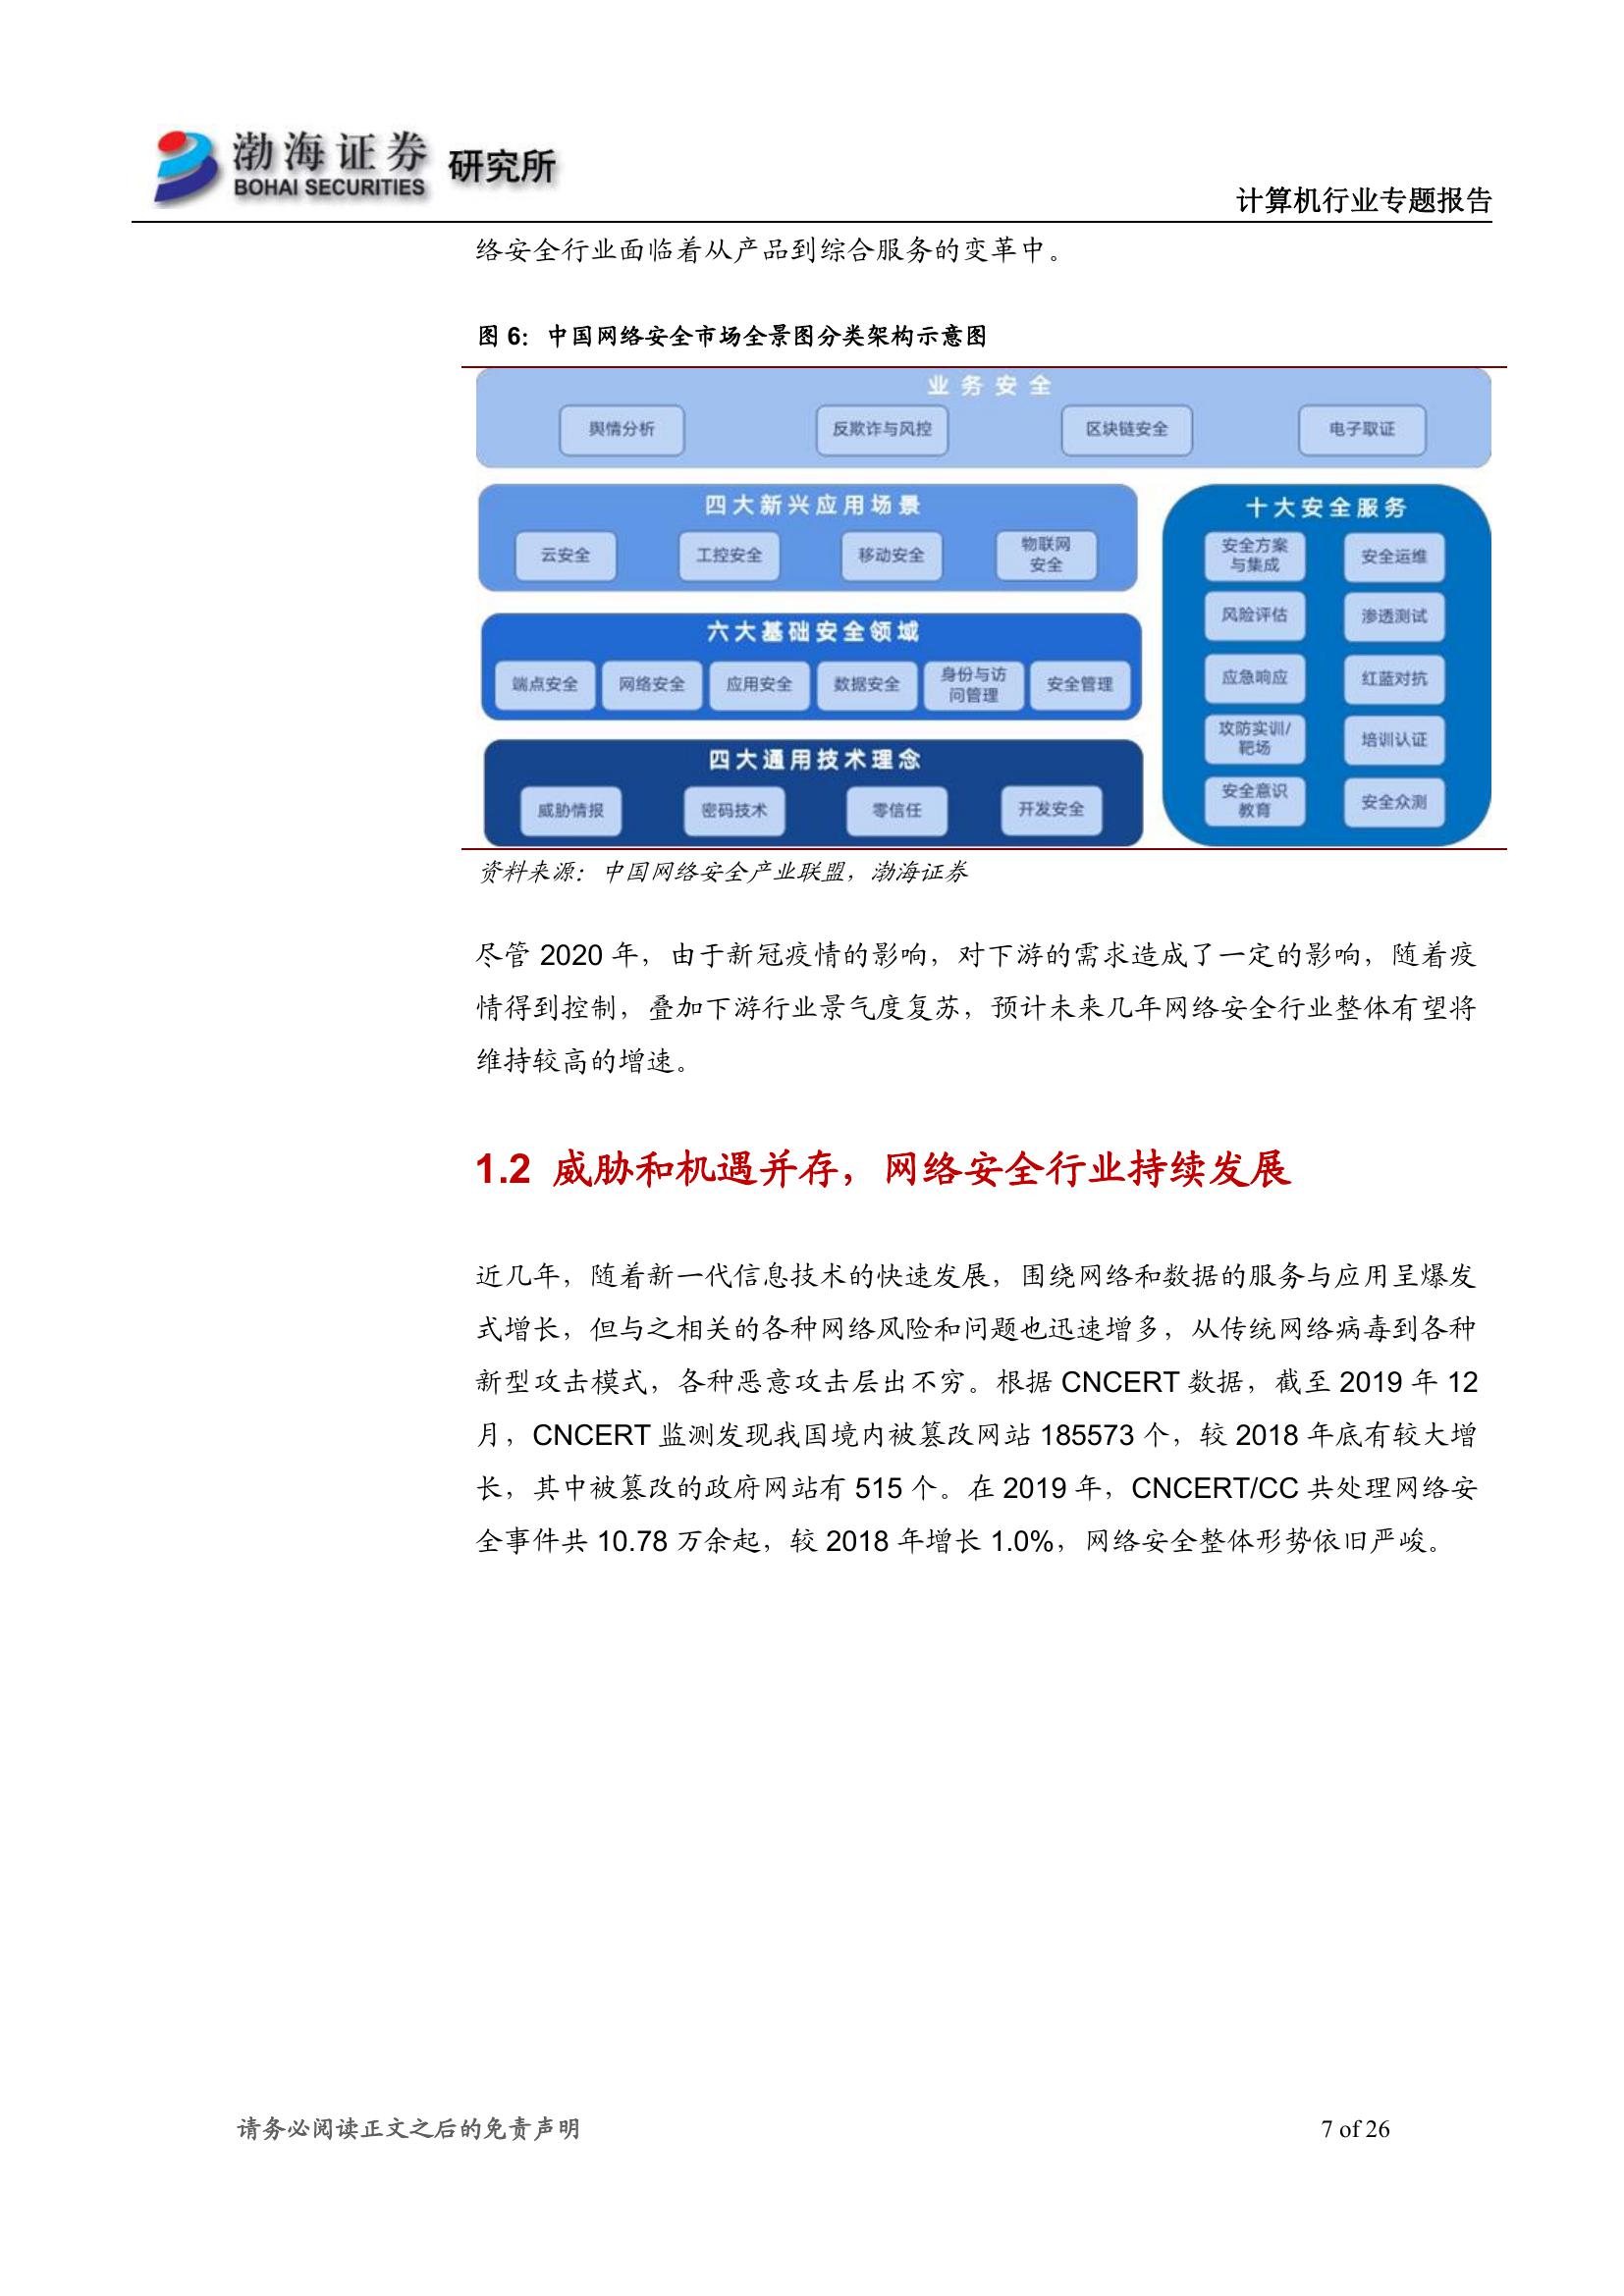 渤海证券 研究所
BOHAI SECURITIES
计算机行业专题报告
络安全行业面临着从产品到综合服务的变革中。
图 6：中国网络安全市场全景图分类架构示意图
业务安全
舆情分析
反欺诈与风控
区块链安全
电子取证
四大新兴应用场景
云安全
工控安全
移动安全
物联网
安全
六大基础安全领域
端点安全
网络安全
应用安全
数据安全
身份与访
问管理
安全管理
四大通用技术理念
威胁情报
密码技术
零信任
开发安全
十大安全服务
安全方案
与集成
安全运维
风险评估
渗透测试
应急响应
红蓝对抗
攻防实训/
靶场
培训认证
安全意识
教育
安全众测
资料来源：中国网络安全产业联盟，渤海证券
尽管 2020 年，由于新冠疫情的影响，对下游的需求造成了一定的影响，随着疫
情得到控制，叠加下游行业景气度复苏，预计未来几年网络安全行业整体有望将
维持较高的增速。
1.2 威胁和机遇并存，网络安全行业持续发展
近几年，随着新一代信息技术的快速发展，围绕网络和数据的服务与应用呈爆发
式增长，但与之相关的各种网络风险和问题也迅速增多，从传统网络病毒到各种
新型攻击模式，各种恶意攻击层出不穷。根据 CNCERT 数据，截至 2019 年 12
月，CNCERT 监测发现我国境内被篡改网站 185573 个，较 2018 年底有较大增
长，其中被篡改的政府网站有 515 个。在 2019 年，CNCERT/CC 共处理网络安
全事件共 10.78 万余起，较 2018 年增长 1.0%，网络安全整体形势依旧严峻。
请务必阅读正文之后的免责声明
7 of 26